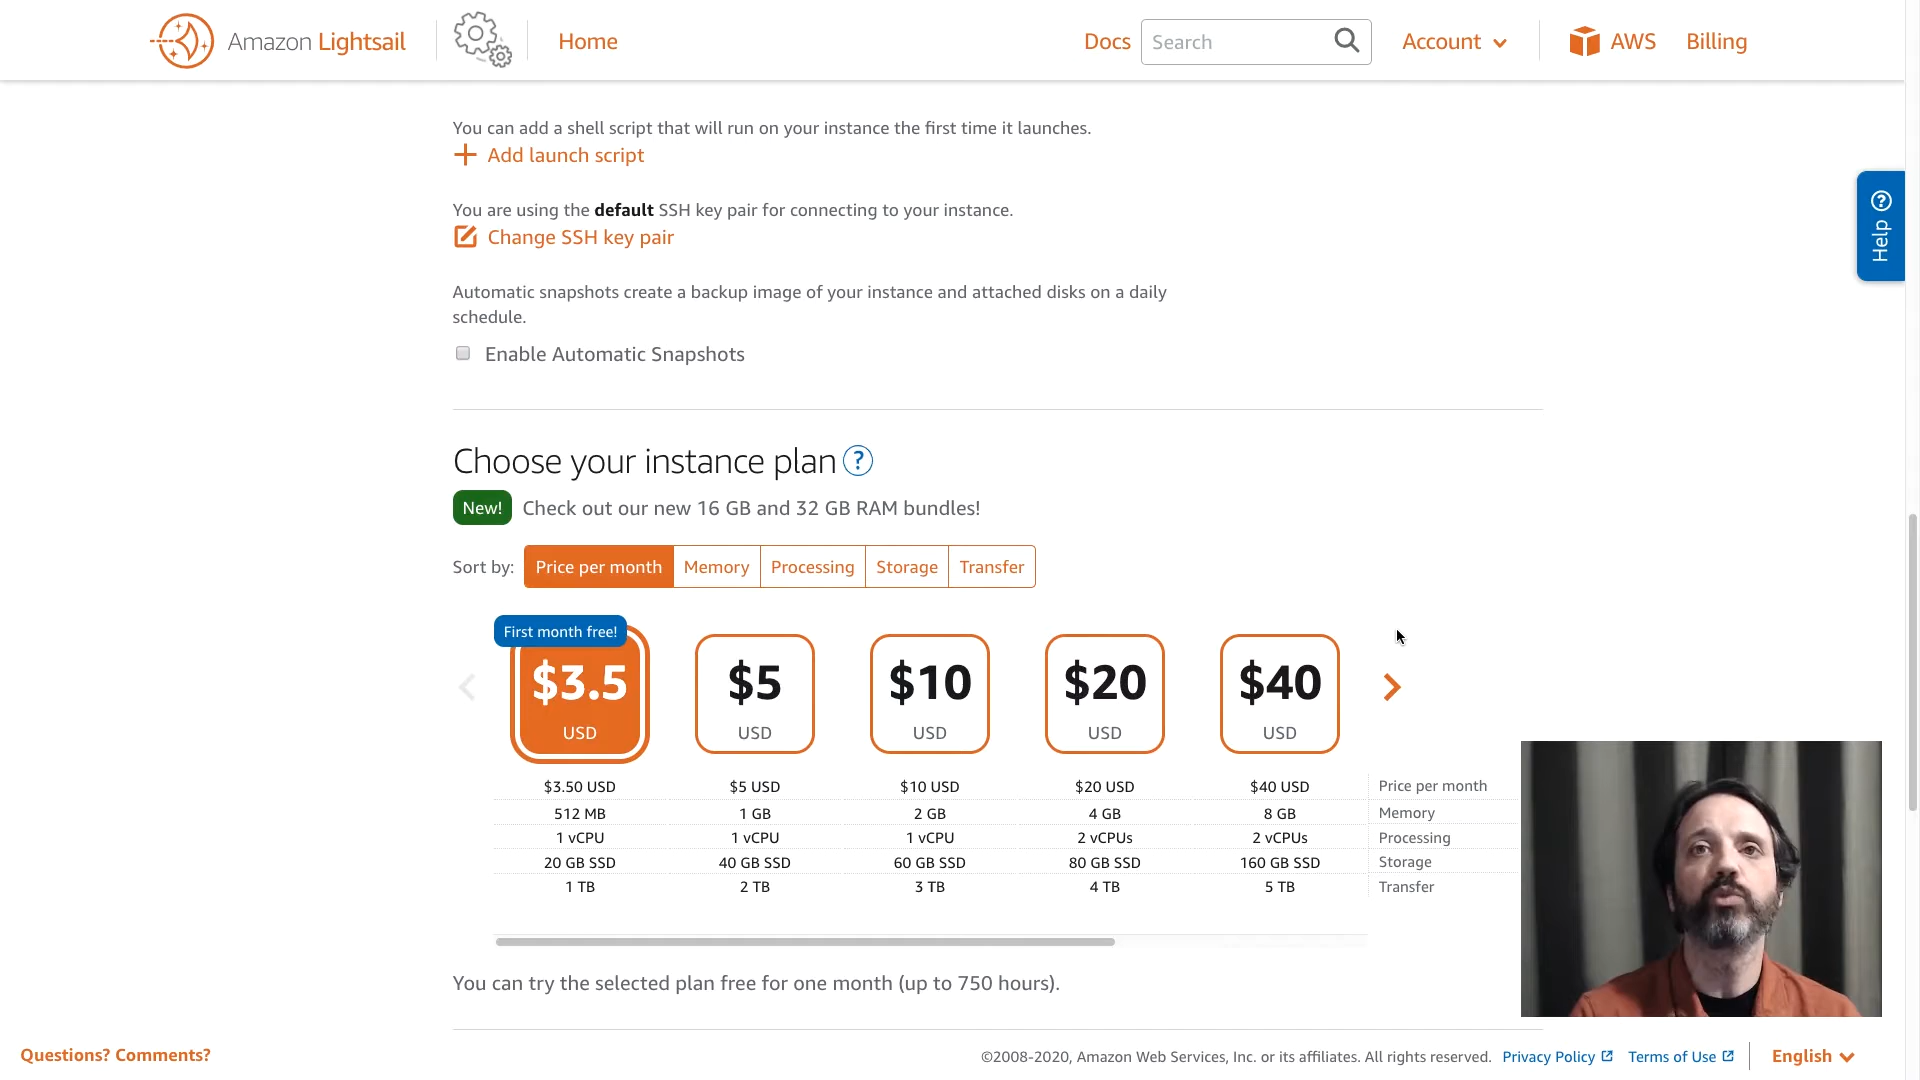 Amazon Lightsail
Home
Docs
Search
Account
AWS
Billing
You can add a shell script that will run on your instance the first time it launches.
Add launch script
You are using the default SSH key pair for connecting to your instance.
Change SSH key pair
Automatic snapshots create a backup image of your instance and attached disks on a daily
schedule.
Enable Automatic Snapshots
Help
Choose your instance plan ?
New! Check out our new 16 GB and 32 GB RAM bundles!
Sort by: Price per month Memory Processing Storage Transfer
First month free!
$3.5 $5 $10 $20 $40
USD USD USD USD USD
$3.50 USD $5 USD $10 USD $20 USD $40 USD Price per month
512 MB 1 GB 2 GB 4 GB 8 GB Memory
1 vCPU 1 vCPU 1 vCPU 2 vCPUs 2 vCPUs Processing
20 GB SSD 40 GB SSD 60 GB SSD 80 GB SSD 160 GB SSD Storage
1 TB 2 TB 3 TB 4 TB 5 TB Transfer
You can try the selected plan free for one month (up to 750 hours).
Questions? Comments?
©2008-2020, Amazon Web Services, Inc. or its affiliates. All rights reserved. Privacy Policy Terms of Use English